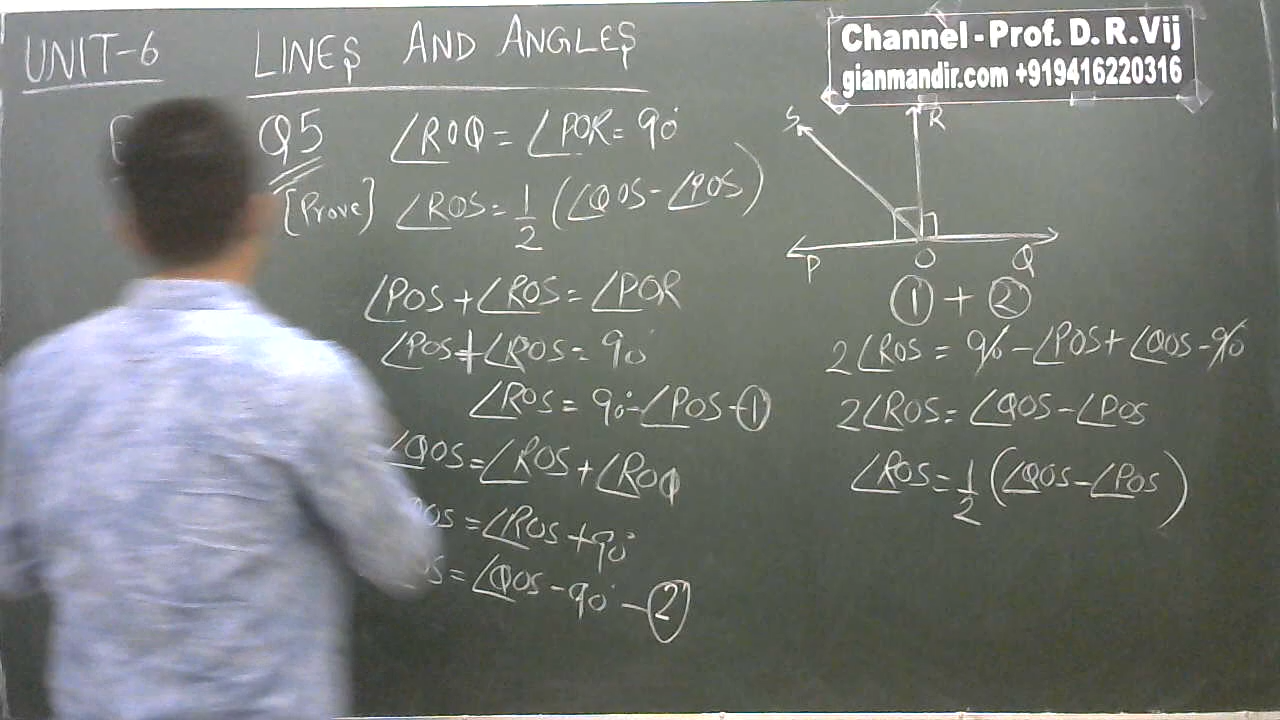 UNIT-6 LINES AND ANGLES
Channel - Prof. D. R. Vij
gianmandir.com +919416220316
Q5 ∠ROQ = ∠POR = 90°
[Prove] ∠ROS = 1/2 (∠QOS - ∠POS)
∠POS + ∠ROS = ∠POR
∠POS + ∠ROS = 90°
∠ROS = 90° - ∠POS - ①
∠QOS = ∠ROS + ∠ROQ
OS = ∠ROS + 90°
OS = ∠QOS - 90° - ②
S
R
P
O
Q
① + ②
2∠ROS = 90 - ∠POS + ∠QOS - 90
2∠ROS = ∠QOS - ∠POS
∠ROS = 1/2 (∠QOS - ∠POS)